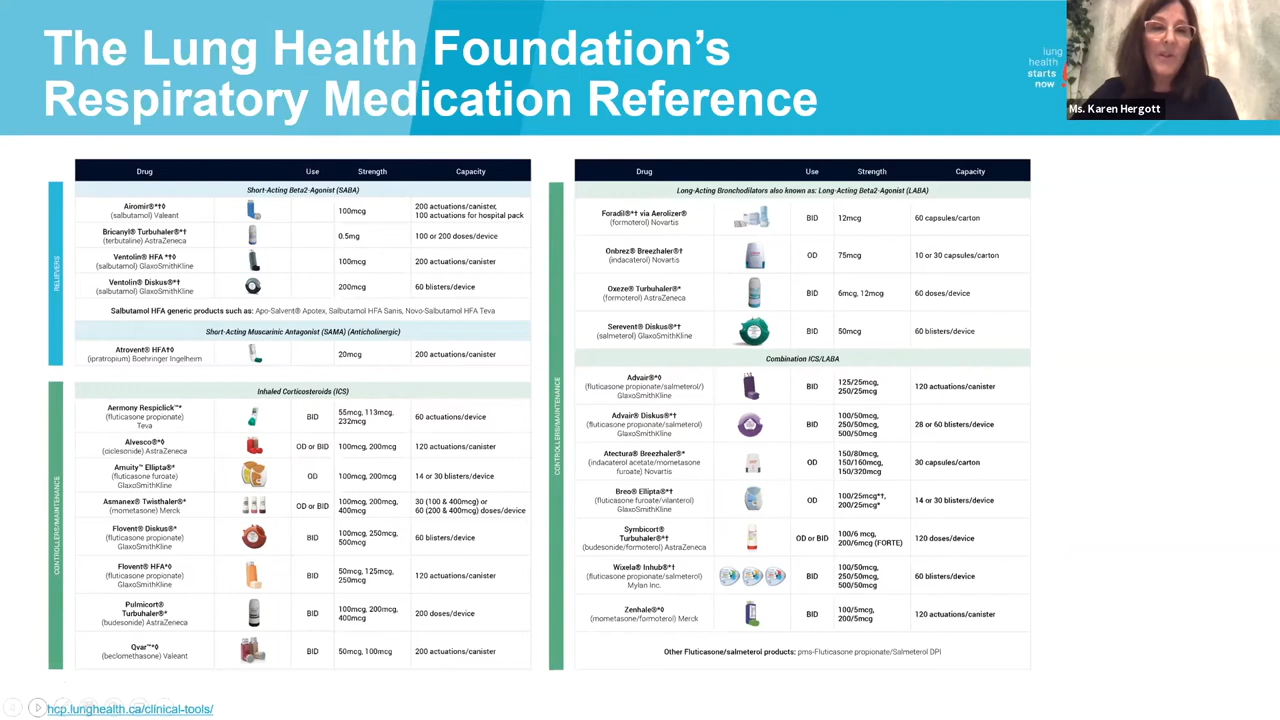 The Lung Health Foundation's
Respiratory Medication Reference
lung
health
starts
now
Ms. Karen Hergott
RELIEVERS
Drug Use Strength Capacity
Short-Acting Beta2-Agonist (SABA)
Airomir®*†◊
(salbutamol) Valeant
100mcg
200 actuations/canister,
100 actuations for hospital pack
Bricanyl® Turbuhaler®*†
(terbutaline) AstraZeneca
0.5mg
100 or 200 doses/device
Ventolin® HFA *†◊
(salbutamol) GlaxoSmithKline
100mcg
200 actuations/canister
Ventolin® Diskus®*†
(salbutamol) GlaxoSmithKline
200mcg
60 blisters/device
Salbutamol HFA generic products such as: Apo-Salvent® Apotex, Salbutamol HFA Sanis, Novo-Salbutamol HFA Teva
Short-Acting Muscarinic Antagonist (SAMA) (Anticholinergic)
Atrovent® HFA†◊
(ipratropium) Boehringer Ingelheim
20mcg
200 actuations/canister
CONTROLLERS/MAINTENANCE
Inhaled Corticosteroids (ICS)
Aermony Respiclick™*
(fluticasone propionate)
Teva
BID
55mcg, 113mcg,
232mcg
60 actuations/device
Alvesco®*◊
(ciclesonide) AstraZeneca
OD or BID
100mcg, 200mcg
120 actuations/canister
Arnuity™ Ellipta®*
(fluticasone furoate)
GlaxoSmithKline
OD
100mcg, 200mcg
14 or 30 blisters/device
Asmanex® Twisthaler®*
(mometasone) Merck
OD or BID
100mcg, 200mcg,
400mcg
30 (100 & 400mcg) or
60 (200 & 400mcg) doses/device
Flovent® Diskus®*
(fluticasone propionate)
GlaxoSmithKline
BID
100mcg, 250mcg,
500mcg
60 blisters/device
Flovent® HFA*◊
(fluticasone propionate)
GlaxoSmithKline
BID
50mcg, 125mcg,
250mcg
120 actuations/canister
Pulmicort®
Turbuhaler®*
(budesonide) AstraZeneca
BID
100mcg, 200mcg,
400mcg
200 doses/device
Qvar™*◊
(beclomethasone) Valeant
BID
50mcg, 100mcg
200 actuations/canister
CONTROLLERS/MAINTENANCE
Drug Use Strength Capacity
Long-Acting Bronchodilators also known as: Long-Acting Beta2-Agonist (LABA)
Foradil®*† via Aerolizer®
(formoterol) Novartis
BID
12mcg
60 capsules/carton
Onbrez® Breezhaler®†
(indacaterol) Novartis
OD
75mcg
10 or 30 capsules/carton
Oxeze® Turbuhaler®*
(formoterol) AstraZeneca
BID
6mcg, 12mcg
60 doses/device
Serevent® Diskus®*†
(salmeterol) GlaxoSmithKline
BID
50mcg
60 blisters/device
Combination ICS/LABA
Advair®*◊
(fluticasone propionate/salmeterol/)
GlaxoSmithKline
BID
125/25mcg,
250/25mcg
120 actuations/canister
Advair® Diskus®*†
(fluticasone propionate/salmeterol)
GlaxoSmithKline
BID
100/50mcg,
250/50mcg,
500/50mcg
28 or 60 blisters/device
Atectura® Breezhaler®*
(indacaterol acetate/mometasone
furoate) Novartis
OD
150/80mcg,
150/160mcg,
150/320mcg
30 capsules/carton
Breo® Ellipta®*†
(fluticasone furoate/vilanterol)
GlaxoSmithKline
OD
100/25mcg*†,
200/25mcg*
14 or 30 blisters/device
Symbicort®
Turbuhaler®*†
(budesonide/formoterol) AstraZeneca
OD or BID
100/6 mcg,
200/6mcg (FORTE)
120 doses/device
Wixela® Inhub®*†
(fluticasone propionate/salmeterol)
Mylan Inc.
BID
100/50mcg,
250/50mcg,
500/50mcg
60 blisters/device
Zenhale®*◊
(mometasone/formoterol) Merck
BID
100/5mcg,
200/5mcg
120 actuations/canister
Other Fluticasone/salmeterol products: pms-Fluticasone propionate/Salmeterol DPI
hcp.lunghealth.ca/clinical-tools/